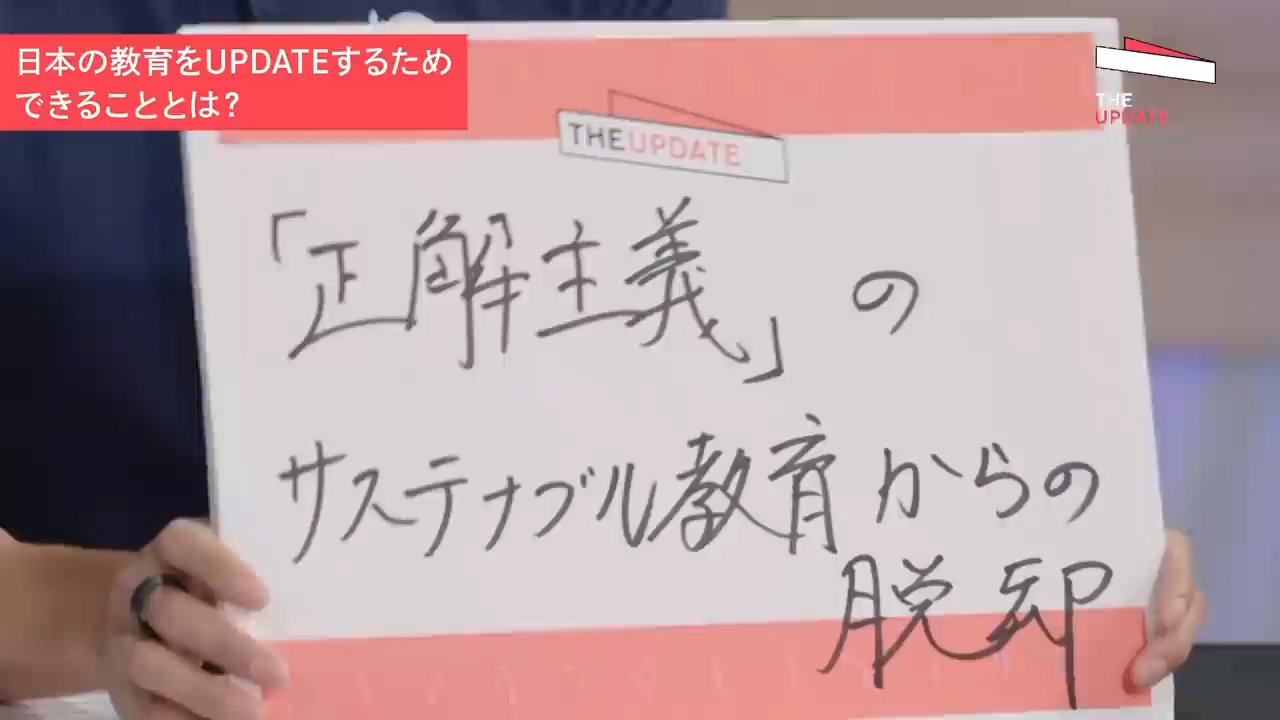 日本の教育をUPDATEするため
できることとは？
THE
UPDATE
THE UPDATE
「正解主義」の
サステナブル教育からの
脱却